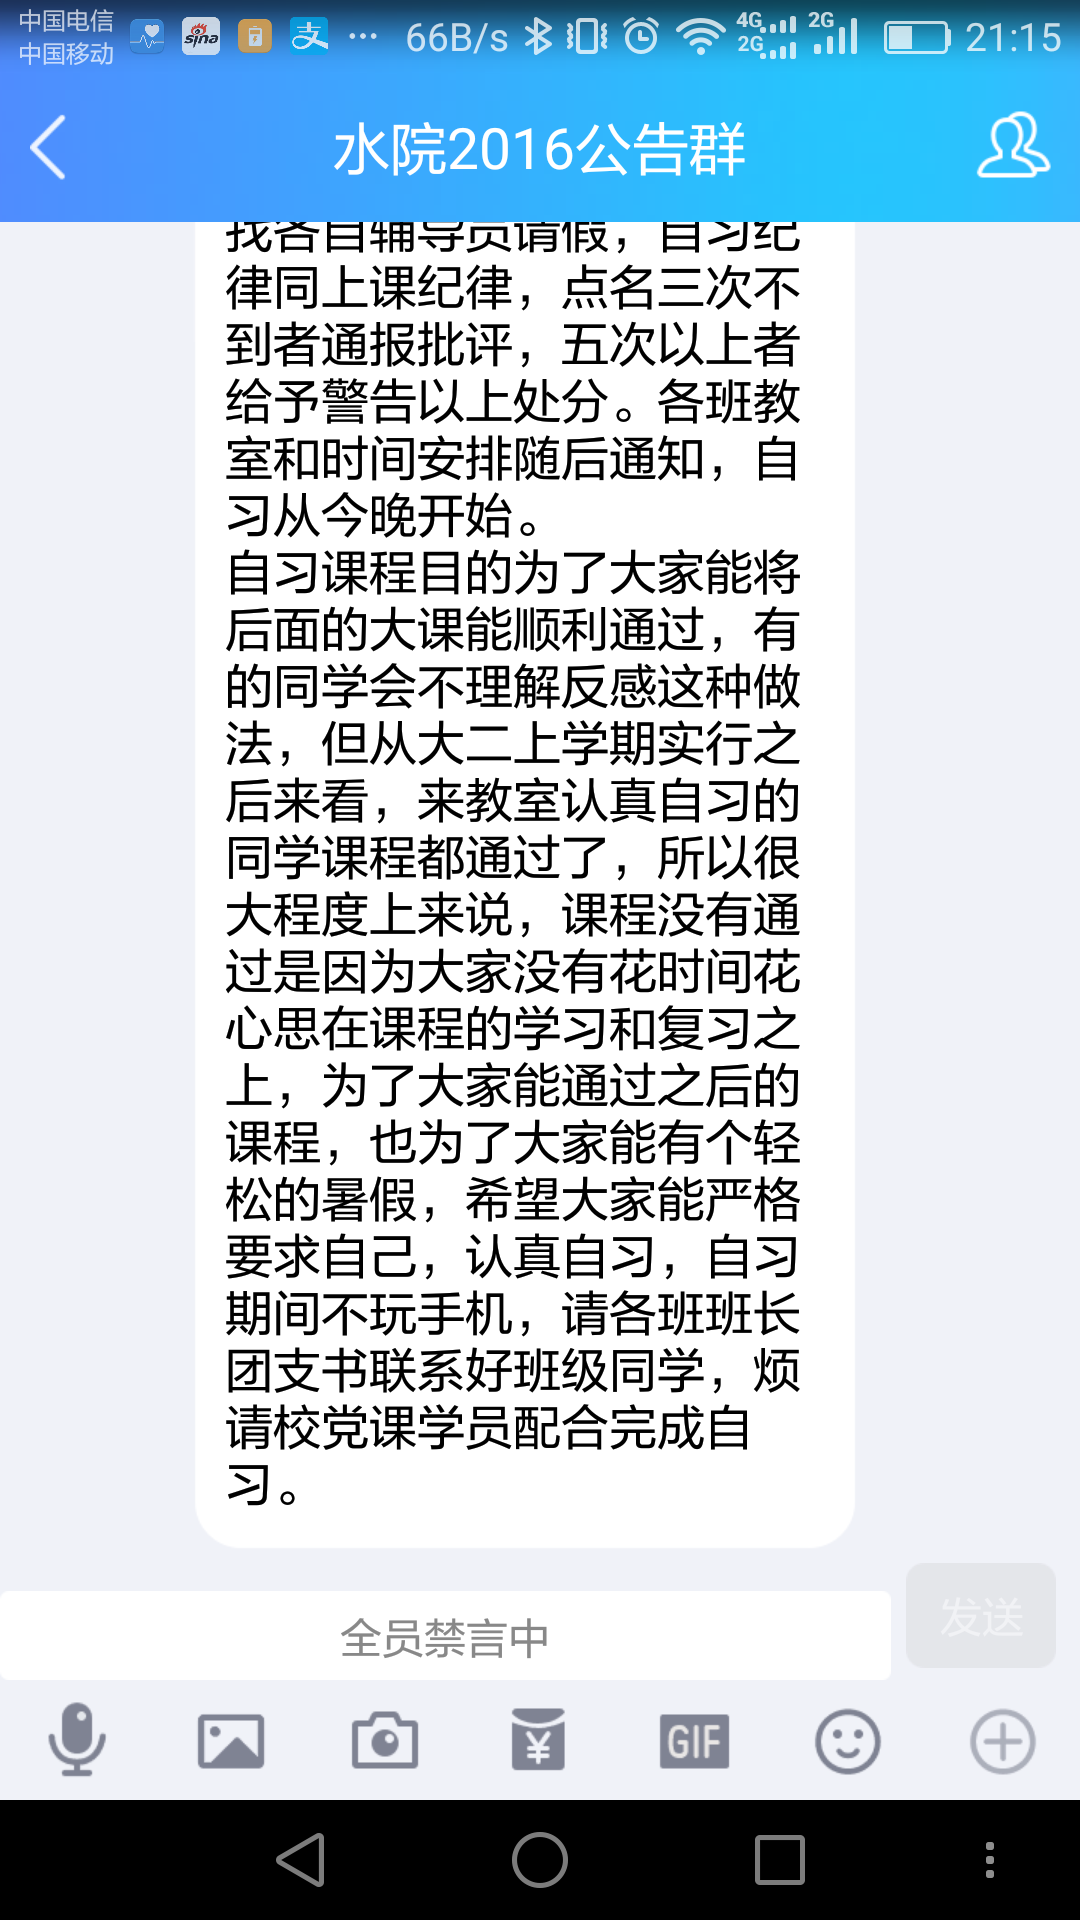 中国电信
中国移动
sina
支
66B/s
4G
2G
2G
21:15
水院2016公告群
找各自辅导员请假，自习纪
律同上课纪律，点名三次不
到者通报批评，五次以上者
给予警告以上处分。各班教
室和时间安排随后通知，自
习从今晚开始。
自习课程目的为了大家能将
后面的大课能顺利通过，有
的同学会不理解反感这种做
法，但从大二上学期实行之
后来看，来教室认真自习的
同学课程都通过了，所以很
大程度上来说，课程没有通
过是因为大家没有花时间花
心思在课程的学习和复习之
上，为了大家能通过之后的
课程，也为了大家能有个轻
松的暑假，希望大家能严格
要求自己，认真自习，自习
期间不玩手机，请各班班长
团支书联系好班级同学，烦
请校党课学员配合完成自
习。
全员禁言中
发送
¥
GIF